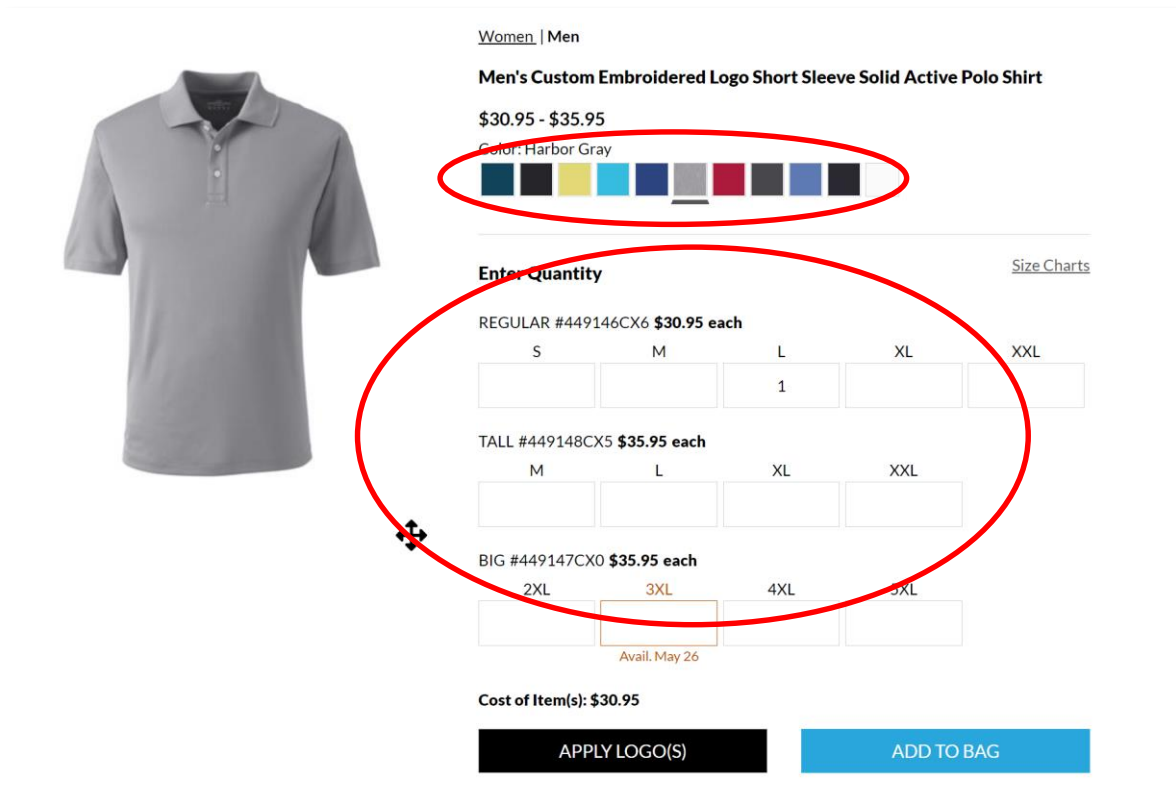 Women | Men
Men's Custom Embroidered Logo Short Sleeve Solid Active Polo Shirt
$30.95 - $35.95
Color: Harbor Gray
Enter Quantity
Size Charts
REGULAR #449146CX6 $30.95 each
S M L XL XXL
1
TALL #449148CX5 $35.95 each
M L XL XXL
BIG #449147CX0 $35.95 each
2XL 3XL 4XL 5XL
Avail. May 26
Cost of Item(s): $30.95
APPLY LOGO(S) ADD TO BAG